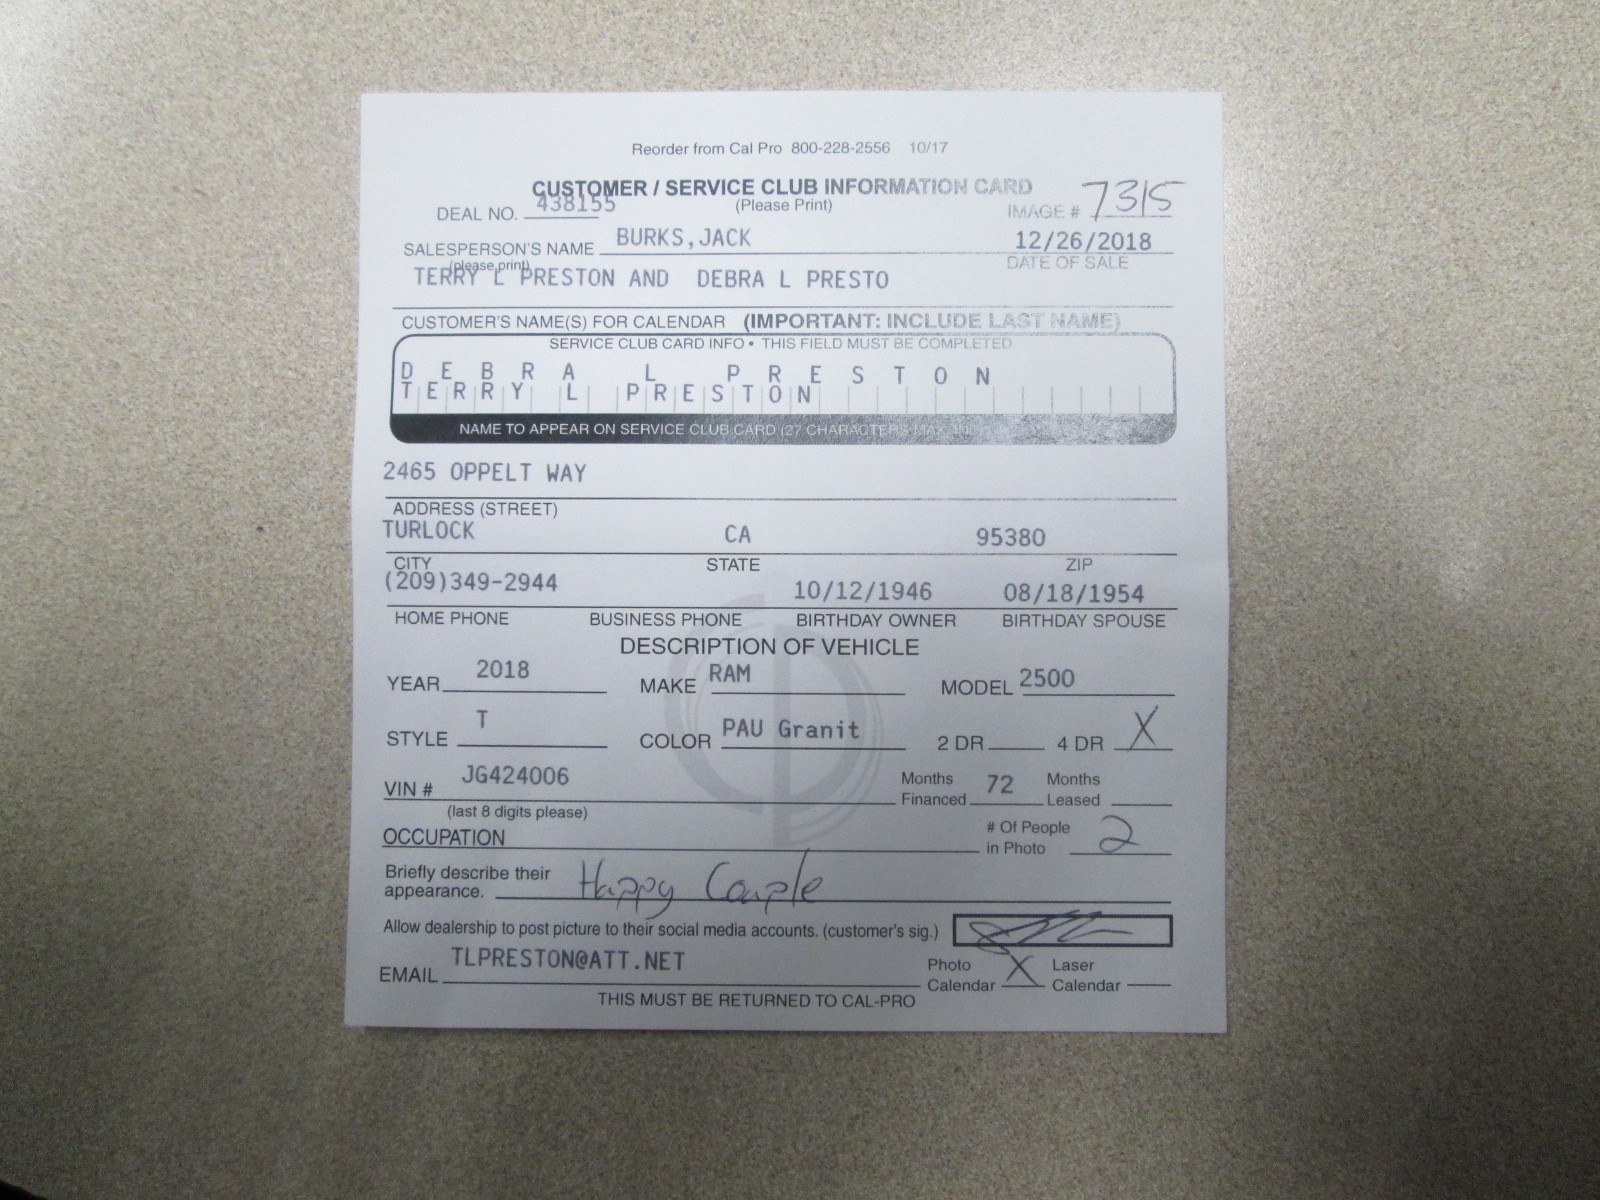 Reorder from Cal Pro 800-228-2556 10/17
CUSTOMER / SERVICE CLUB INFORMATION CARD
(Please Print)
DEAL NO. 438155
IMAGE # 7315
SALESPERSON'S NAME BURKS,JACK
(please print)
12/26/2018
DATE OF SALE
TERRY L PRESTON AND DEBRA L PRESTO
CUSTOMER'S NAME(S) FOR CALENDAR (IMPORTANT: INCLUDE LAST NAME)
SERVICE CLUB CARD INFO • THIS FIELD MUST BE COMPLETED
DEBRA L PRESTON
TERRY L PRESTON
NAME TO APPEAR ON SERVICE CLUB CARD (27 CHARACTERS MAX.
2465 OPPELT WAY
ADDRESS (STREET)
TURLOCK CA 95380
CITY STATE ZIP
(209)349-2944 10/12/1946 08/18/1954
HOME PHONE BUSINESS PHONE BIRTHDAY OWNER BIRTHDAY SPOUSE
DESCRIPTION OF VEHICLE
YEAR 2018 MAKE RAM MODEL 2500
STYLE T COLOR PAU Granit 2 DR 4 DR X
VIN # JG424006
(last 8 digits please)
Months Financed 72 Months Leased
OCCUPATION
# Of People in Photo 2
Briefly describe their appearance. Happy Couple
Allow dealership to post picture to their social media accounts. (customer's sig.)
EMAIL TLPRESTON@ATT.NET
Photo Calendar X Laser Calendar
THIS MUST BE RETURNED TO CAL-PRO